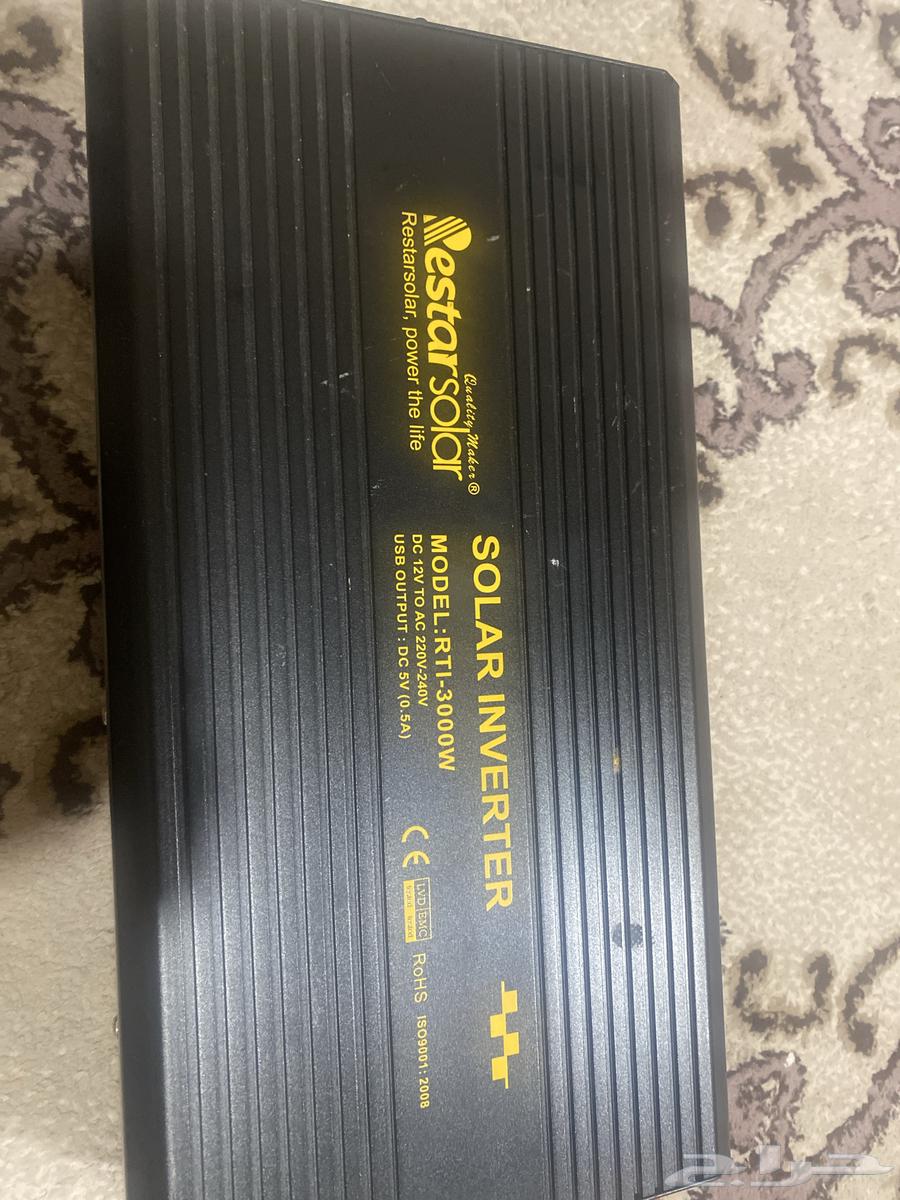 Restarsolar®
Quality Maker
Restarsolar, power the life
SOLAR INVERTER
MODEL:RTI-3000W
DC 12V TO AC 220V-240V
USB OUTPUT : DC 5V (0.5A)
CE LVD EMC RoHS ISO9001: 2008
حراج